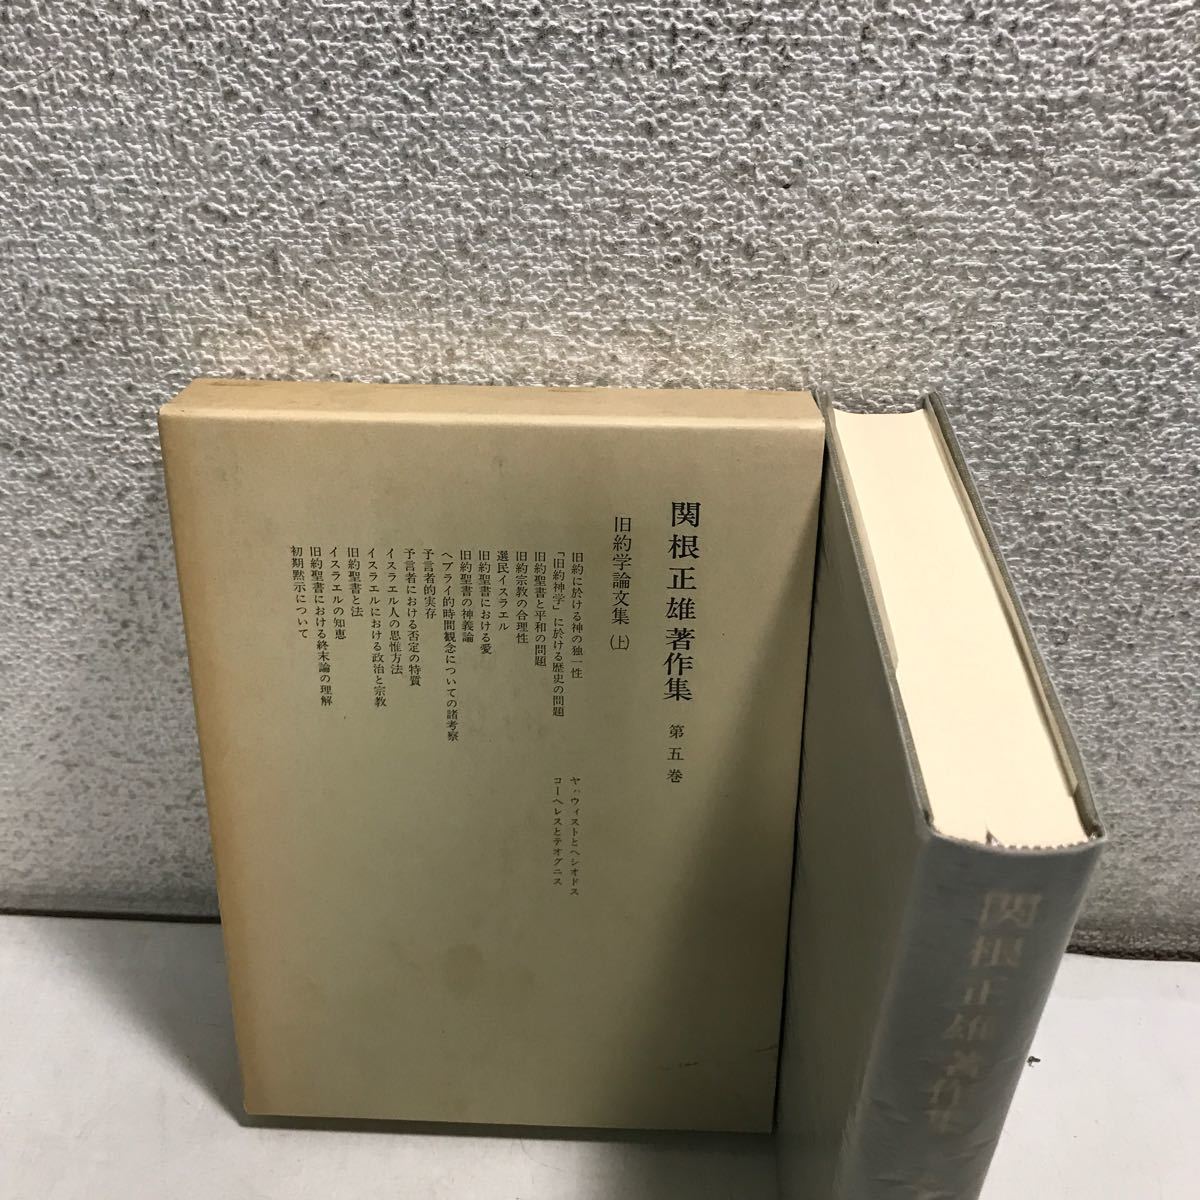 関根正雄著作集 第五巻
旧約学論文集(上)
旧約に於ける神の独一性
「旧約神学」に於ける歴史の問題
旧約聖書と平和の問題
旧約宗教の合理性
選民イスラエル
旧約聖書における愛
旧約聖書の神義論
ヘブライ的時間観念についての諸考察
予言者的実存
予言者における否定の特質
イスラエル人の思惟方法
イスラエルにおける政治と宗教
旧約聖書と法
イスラエルの知恵
旧約聖書における終末論の理解
初期黙示について
ヤハウィストとヘシオドス
コーヘレスとテオグニス
関根正雄著作集